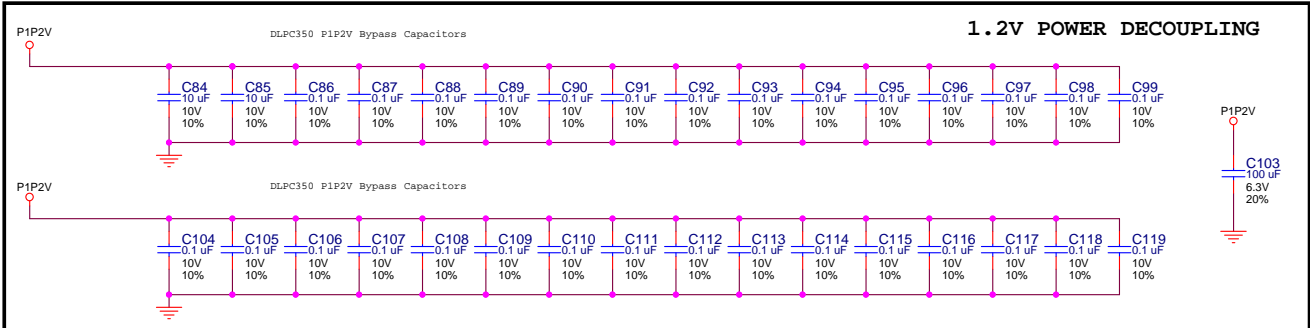 1.2V POWER DECOUPLING
P1P2V
DLPC350 P1P2V Bypass Capacitors
C84 C85 C86 C87 C88 C89 C90 C91 C92 C93 C94 C95 C96 C97 C98 C99
10 uF 10 uF 0.1 uF 0.1 uF 0.1 uF 0.1 uF 0.1 uF 0.1 uF 0.1 uF 0.1 uF 0.1 uF 0.1 uF 0.1 uF 0.1 uF 0.1 uF 0.1 uF
10V 10V 10V 10V 10V 10V 10V 10V 10V 10V 10V 10V 10V 10V 10V 10V
10% 10% 10% 10% 10% 10% 10% 10% 10% 10% 10% 10% 10% 10% 10% 10%
P1P2V
C103
100 uF
6.3V
20%
P1P2V
DLPC350 P1P2V Bypass Capacitors
C104 C105 C106 C107 C108 C109 C110 C111 C112 C113 C114 C115 C116 C117 C118 C119
0.1 uF 0.1 uF 0.1 uF 0.1 uF 0.1 uF 0.1 uF 0.1 uF 0.1 uF 0.1 uF 0.1 uF 0.1 uF 0.1 uF 0.1 uF 0.1 uF 0.1 uF 0.1 uF
10V 10V 10V 10V 10V 10V 10V 10V 10V 10V 10V 10V 10V 10V 10V 10V
10% 10% 10% 10% 10% 10% 10% 10% 10% 10% 10% 10% 10% 10% 10% 10%